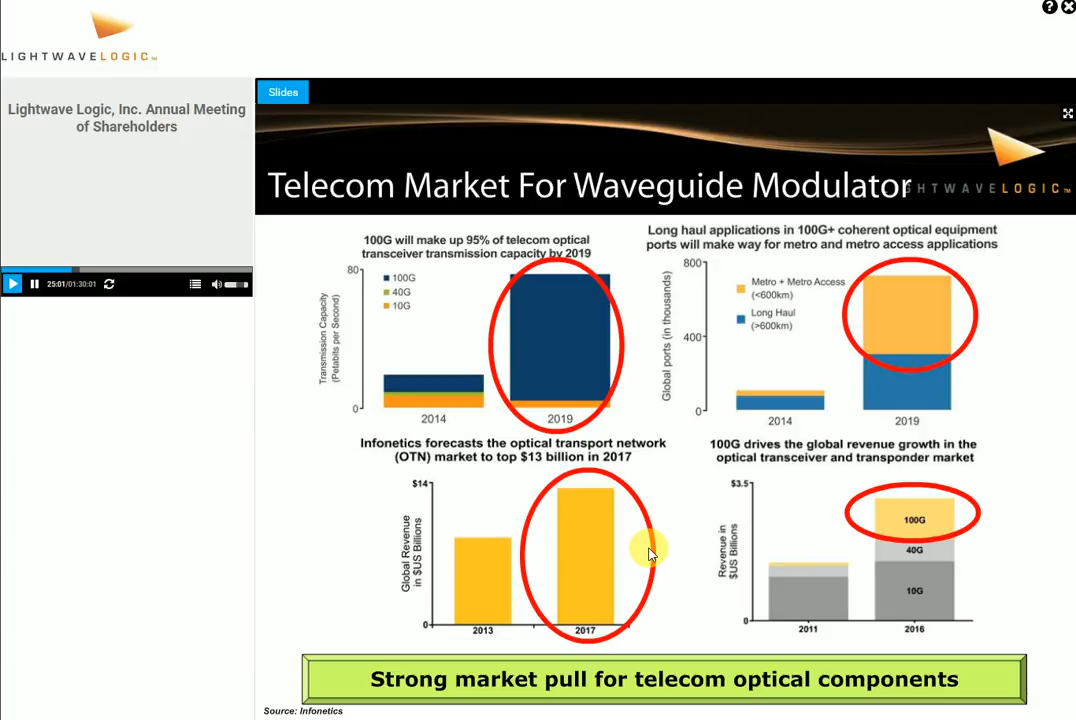 LIGHTWAVELOGIC™
Lightwave Logic, Inc. Annual Meeting
of Shareholders
25:01/01:30:01
Slides
Telecom Market For Waveguide Modulator
HTWAVELOGIC™
100G will make up 95% of telecom optical
transceiver transmission capacity by 2019
Transmission Capacity
(Petabits per Second)
80
0
100G
40G
10G
2014
2019
Long haul applications in 100G+ coherent optical equipment
ports will make way for metro and metro access applications
Global ports (in thousands)
800
400
0
Metro + Metro Access
(<600km)
Long Haul
(>600km)
2014
2019
Infonetics forecasts the optical transport network
(OTN) market to top $13 billion in 2017
Global Revenue
in $US Billions
$14
0
2013
2017
100G drives the global revenue growth in the
optical transceiver and transponder market
Revenue in
$US Billions
$3.5
0
100G
40G
10G
2011
2016
Strong market pull for telecom optical components
Source: Infonetics